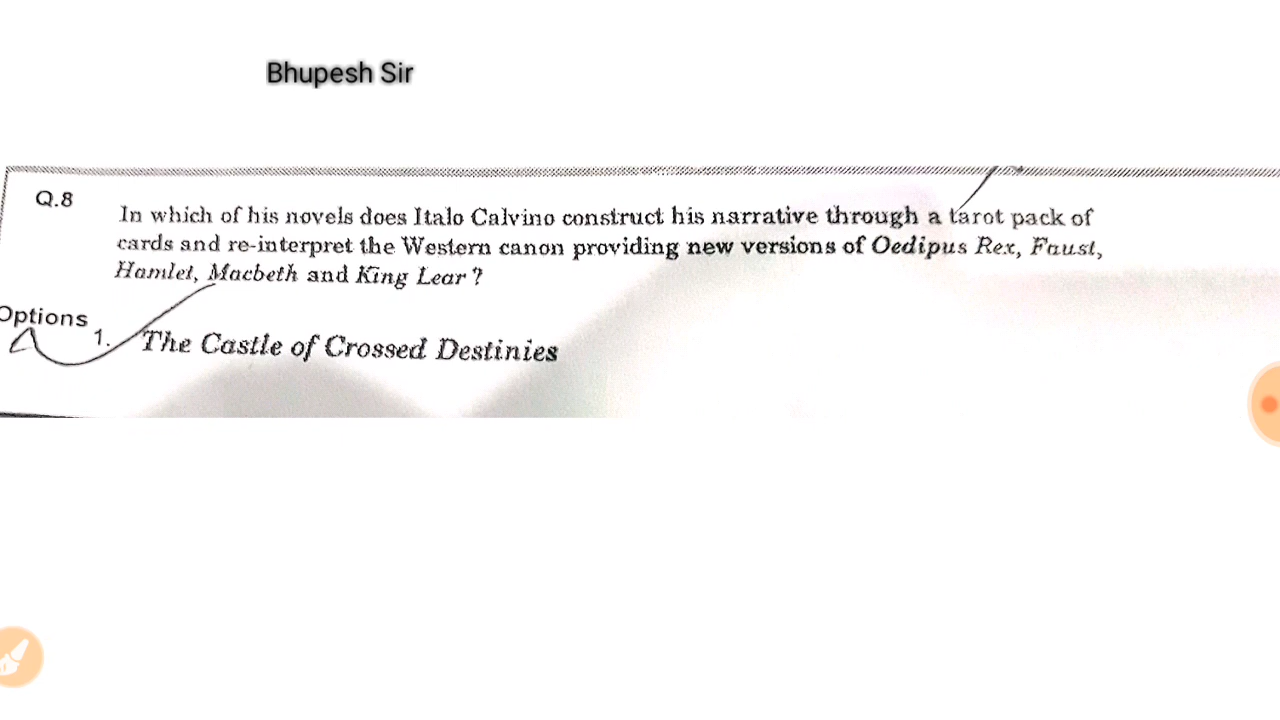 Bhupesh Sir
Q.8
In which of his novels does Italo Calvino construct his narrative through a tarot pack of
cards and re-interpret the Western canon providing new versions of Oedipus Rex, Faust,
Hamlet, Macbeth and King Lear ?
Options
1. The Castle of Crossed Destinies